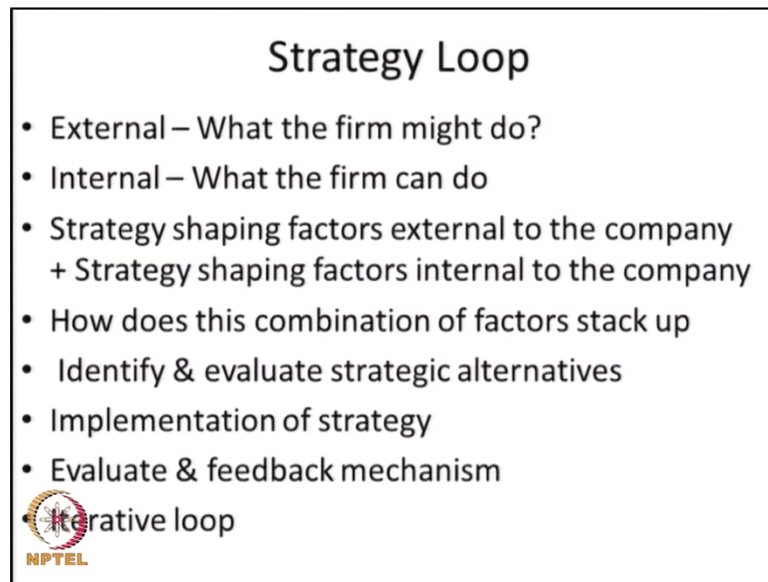 Strategy Loop
• External – What the firm might do?
• Internal – What the firm can do
• Strategy shaping factors external to the company
+ Strategy shaping factors internal to the company
• How does this combination of factors stack up
• Identify & evaluate strategic alternatives
• Implementation of strategy
• Evaluate & feedback mechanism
• Iterative loop
NPTEL